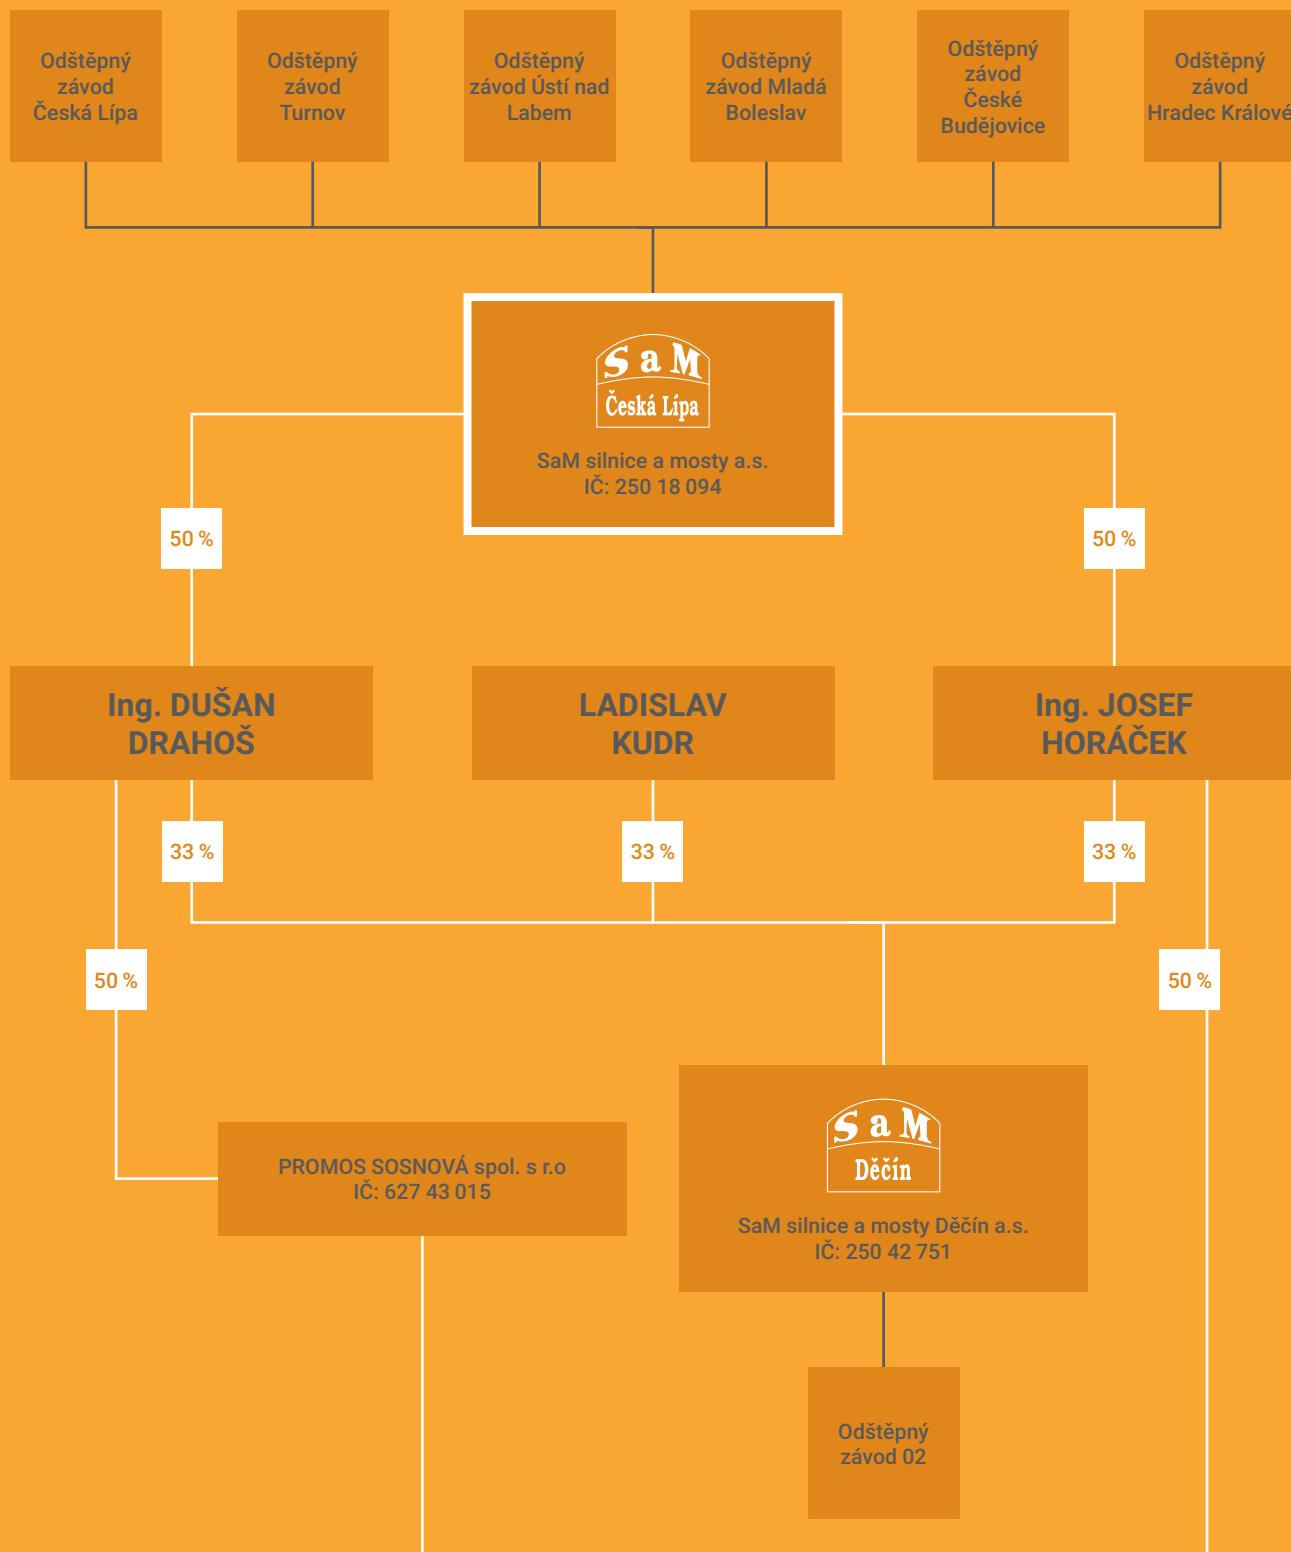 Odštěpný
závod
Česká Lípa
Odštěpný
závod
Turnov
Odštěpný
závod Ústí nad
Labem
Odštěpný
závod Mladá
Boleslav
Odštěpný
závod
České
Budějovice
Odštěpný
závod
Hradec Králové
SaM
Česká Lípa
SaM silnice a mosty a.s.
IČ: 250 18 094
50 %
50 %
Ing. DUŠAN
DRAHOŠ
LADISLAV
KUDR
Ing. JOSEF
HORÁČEK
33 %
33 %
33 %
50 %
50 %
PROMOS SOSNOVÁ spol. s r.o
IČ: 627 43 015
SaM
Děčín
SaM silnice a mosty Děčín a.s.
IČ: 250 42 751
Odštěpný
závod 02